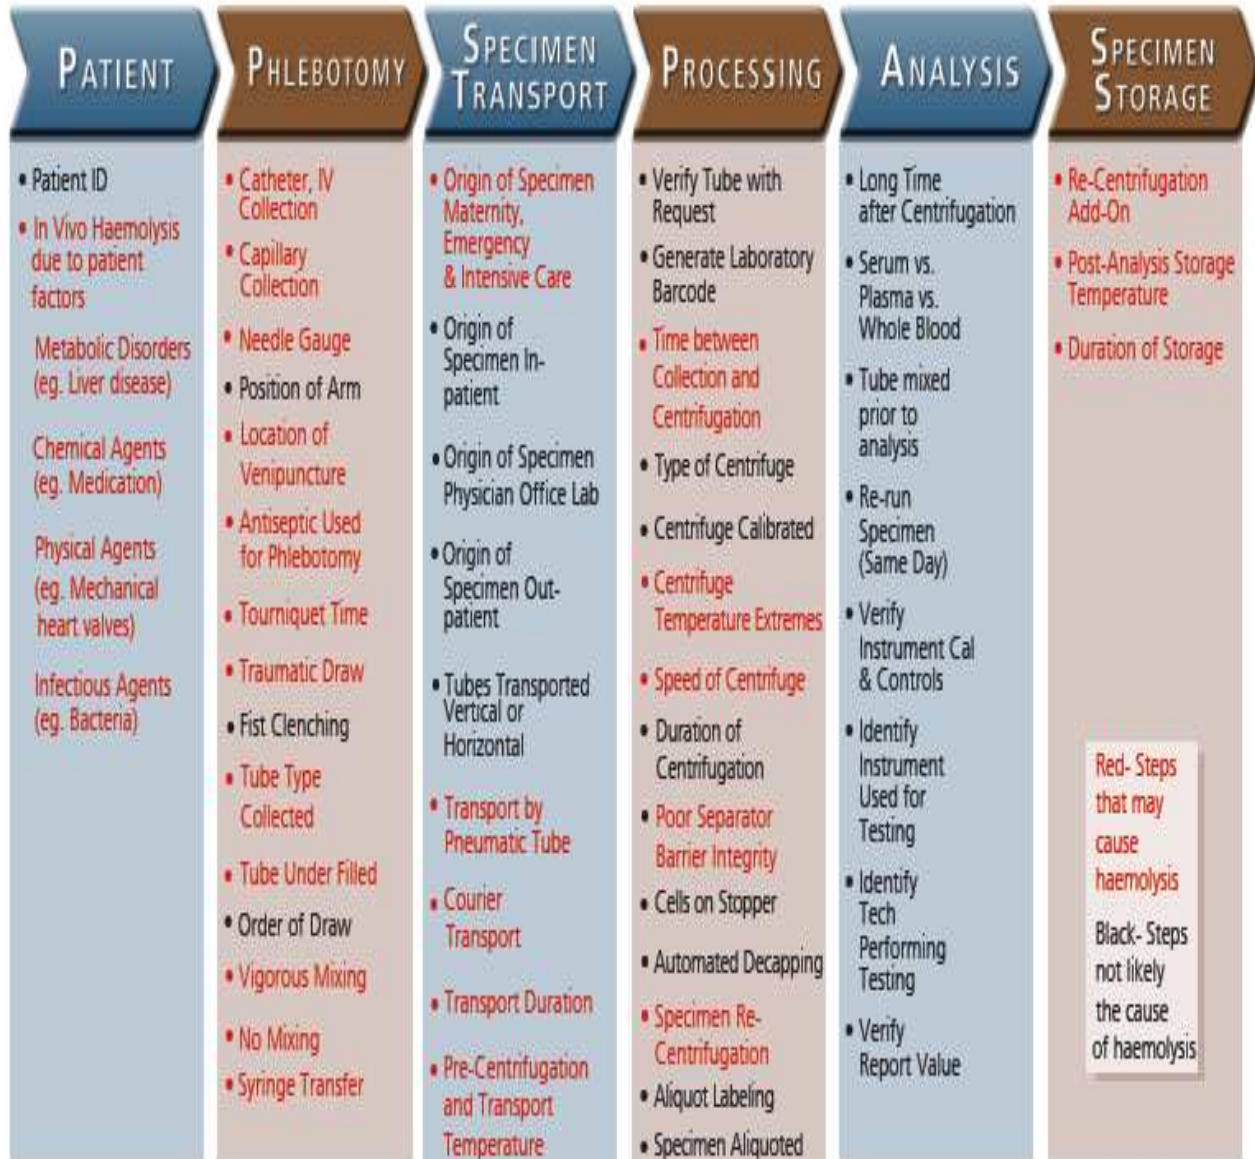 PATIENT
• Patient ID
• In Vivo Haemolysis
due to patient
factors
Metabolic Disorders
(eg. Liver disease)
Chemical Agents
(eg. Medication)
Physical Agents
(eg. Mechanical
heart valves)
Infectious Agents
(eg. Bacteria)
PHLEBOTOMY
• Catheter, IV
Collection
• Capillary
Collection
• Needle Gauge
• Position of Arm
• Location of
Venipuncture
• Antiseptic Used
for Phlebotomy
• Tourniquet Time
• Traumatic Draw
• Fist Clenching
• Tube Type
Collected
• Tube Under Filled
• Order of Draw
• Vigorous Mixing
• No Mixing
• Syringe Transfer
SPECIMEN
TRANSPORT
• Origin of Specimen
Maternity,
Emergency
& Intensive Care
• Origin of
Specimen In-
patient
• Origin of Specimen
Physician Office Lab
• Origin of
Specimen Out-
patient
• Tubes Transported
Vertical or
Horizontal
• Transport by
Pneumatic Tube
• Courier
Transport
• Transport Duration
• Pre-Centrifugation
and Transport
Temperature
PROCESSING
• Verify Tube with
Request
• Generate Laboratory
Barcode
• Time between
Collection and
Centrifugation
• Type of Centrifuge
• Centrifuge Calibrated
• Centrifuge
Temperature Extremes
• Speed of Centrifuge
• Duration of
Centrifugation
• Poor Separator
Barrier Integrity
• Cells on Stopper
• Automated Decapping
• Specimen Re-
Centrifugation
• Aliquot Labeling
• Specimen Aliquoted
ANALYSIS
• Long Time
after Centrifugation
• Serum vs.
Plasma vs.
Whole Blood
• Tube mixed
prior to
analysis
• Re-run
Specimen
(Same Day)
• Verify
Instrument Cal
& Controls
• Identify
Instrument
Used for
Testing
• Identify
Tech
Performing
Testing
• Verify
Report Value
SPECIMEN
STORAGE
• Re-Centrifugation
Add-On
• Post-Analysis Storage
Temperature
• Duration of Storage
Red- Steps
that may
cause
haemolysis
Black- Steps
not likely
the cause
of haemolysis